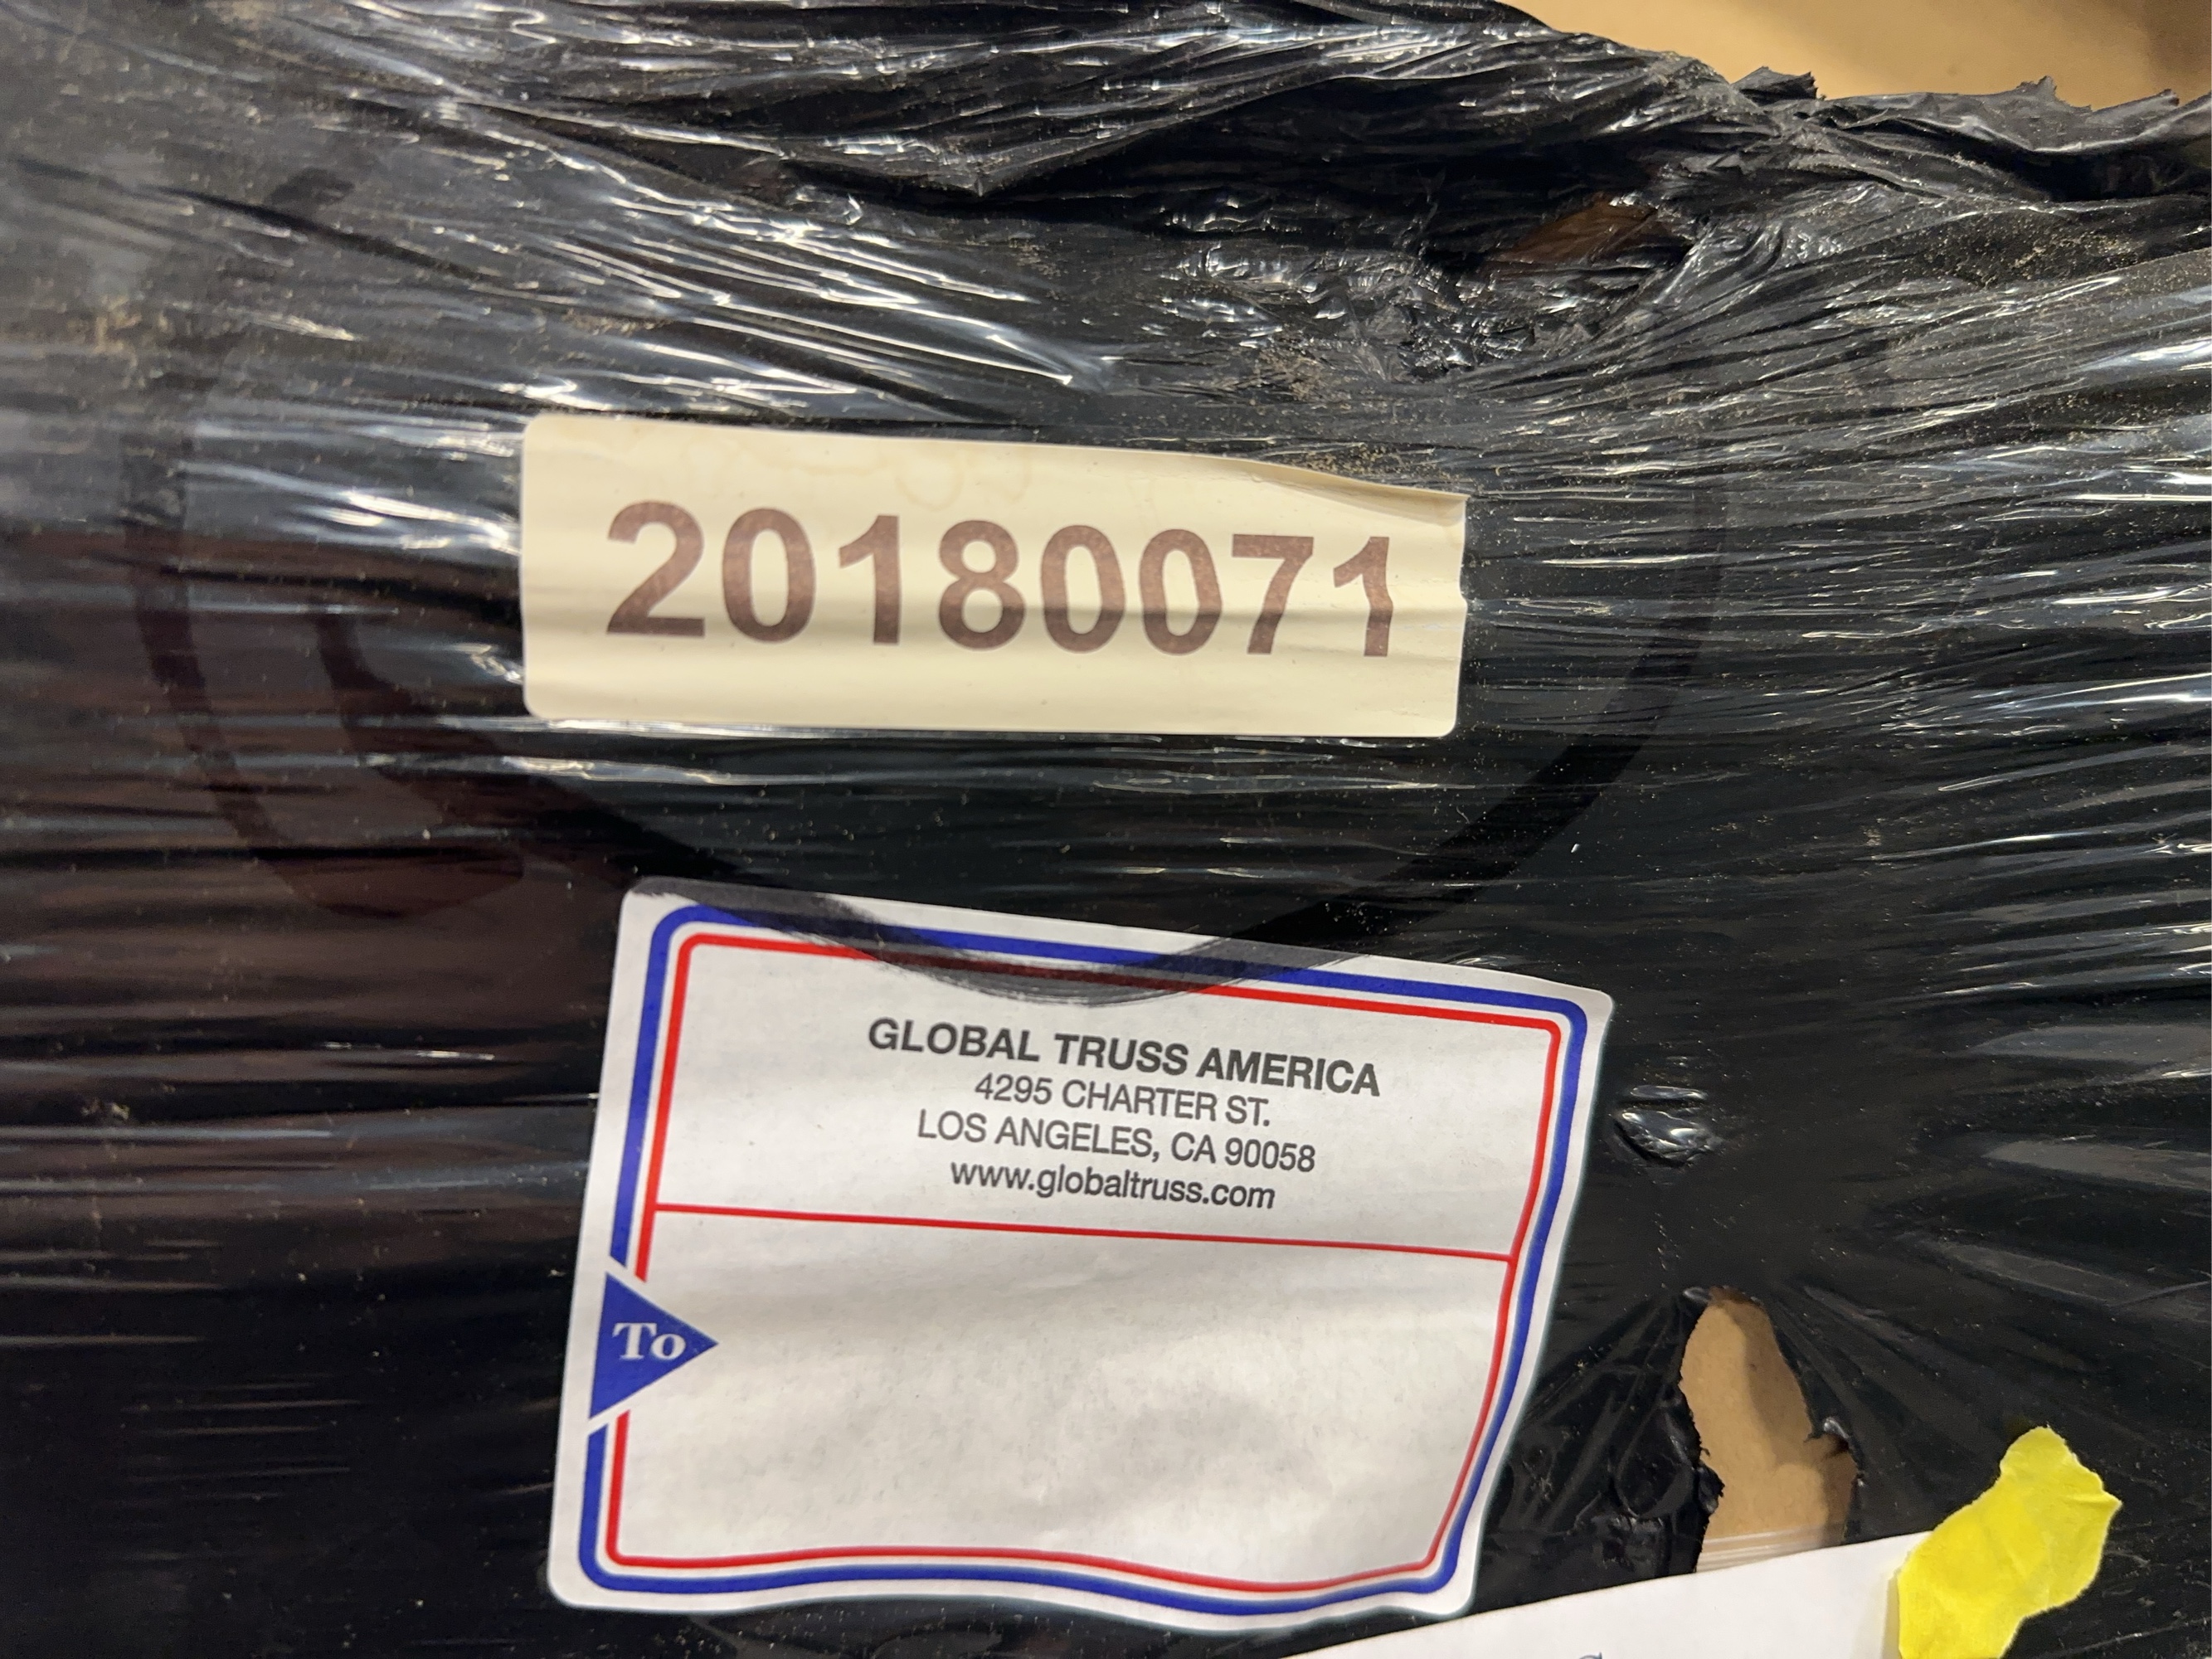 20180071
GLOBAL TRUSS AMERICA
4295 CHARTER ST.
LOS ANGELES, CA 90058
www.globaltruss.com
To